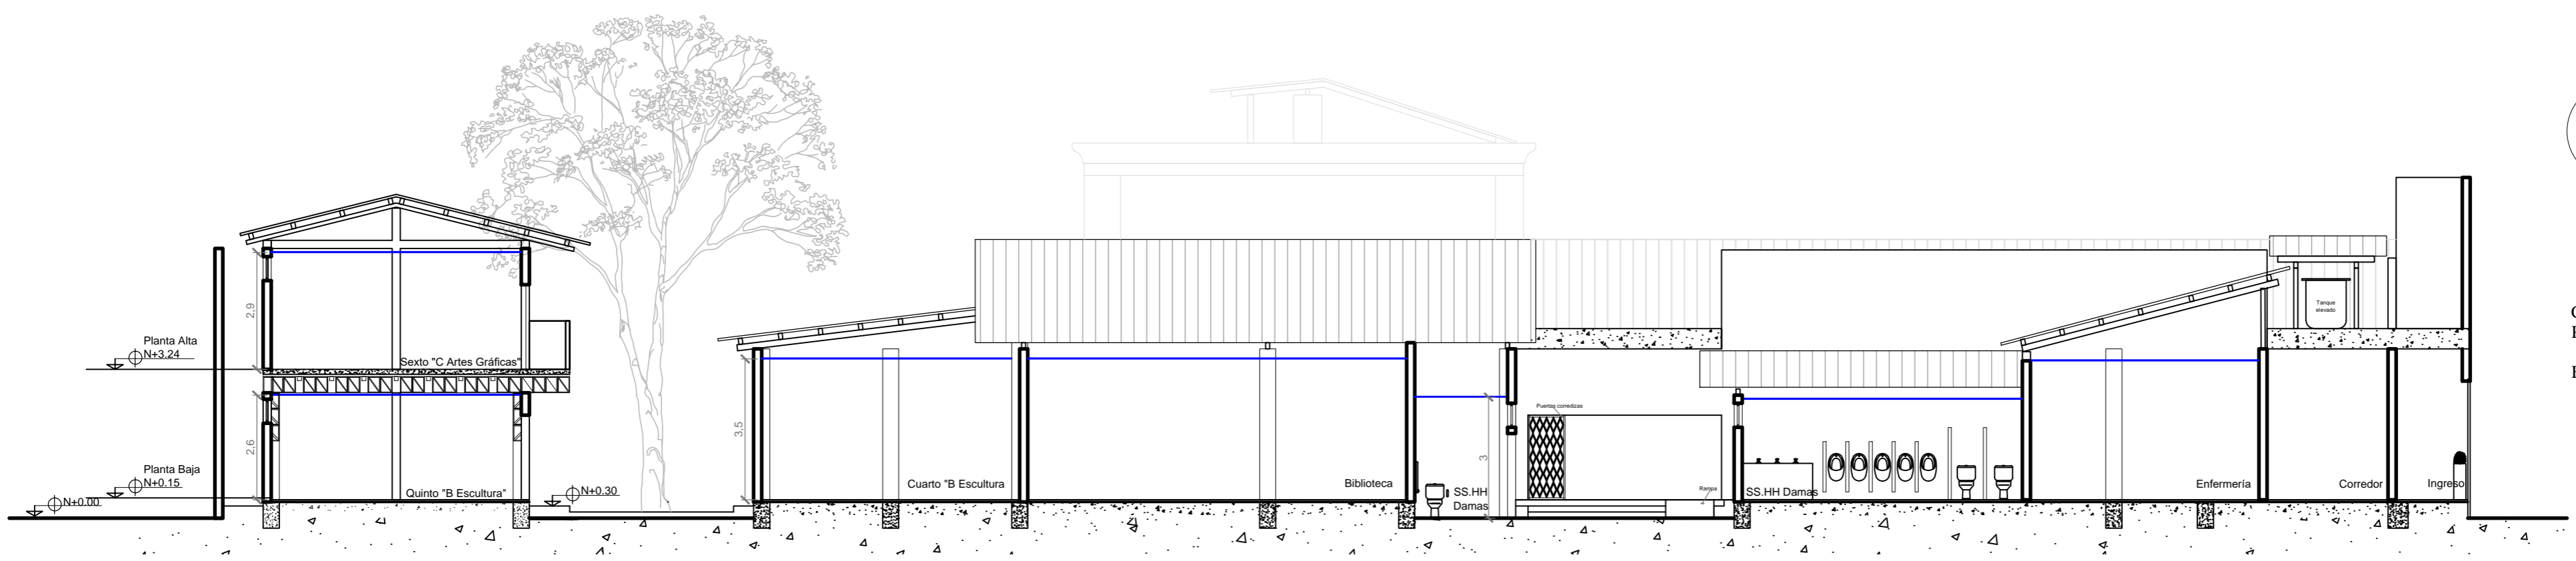 Planta Alta
N+3.24
2,9
Sexto "C Artes Gráficas"
Planta Baja
N+0.15
N+0.00
2,6
Quinto "B Escultura"
N+0.30
3,5
Cuarto "B Escultura
Biblioteca
SS.HH
Damas
3
Puertas corredizas
Rampa
SS.HH Damas
Enfermería
Tanque
elevado
Corredor
Ingreso